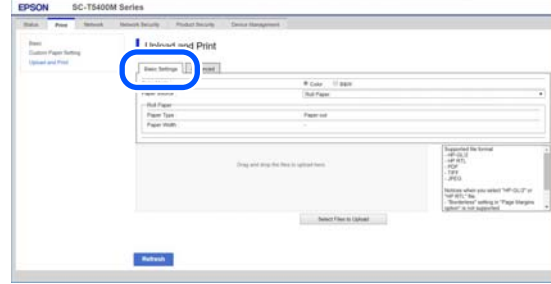 EPSON SC-T5400M Series
Status Print Network Network Security Product Security Device Management
Basic
Custom Paper Setting
Upload and Print
Upload and Print
Basic Settings
Color B&W
Roll Paper
Roll Paper
Paper Type Paper out
Paper Width -
Drag and drop the files to upload here.
Supported file format
- HP-GL/2
- HP RTL
- PDF
- TIFF
- JPEG
Notices when you select "HP-GL/2" or
"HP RTL" file
- "Borderless" setting in "Page Margins
option" is not supported
Select Files to Upload
Refresh